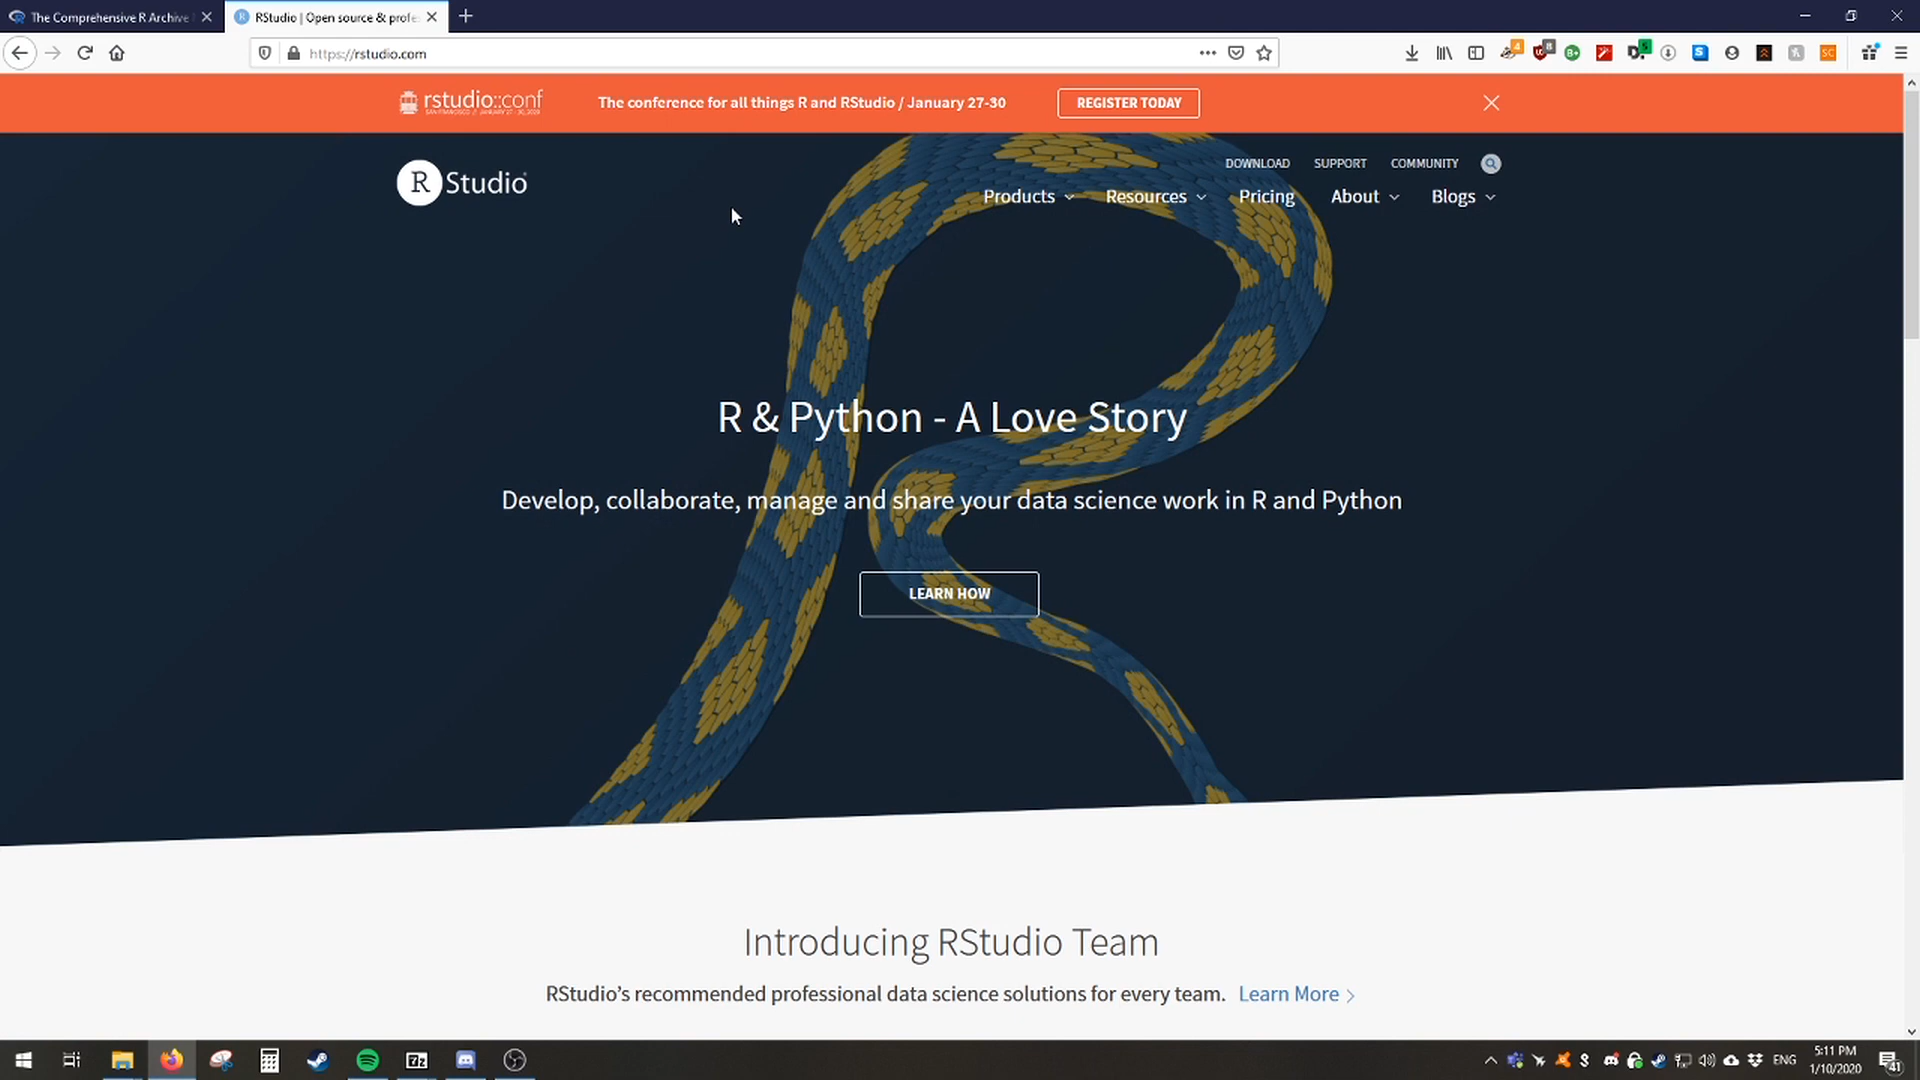 The Comprehensive R Archive
RStudio | Open source & profe
https://rstudio.com
rstudio::conf
The conference for all things R and RStudio / January 27-30
REGISTER TODAY
R Studio
DOWNLOAD
SUPPORT
COMMUNITY
Products
Resources
Pricing
About
Blogs
R & Python - A Love Story
Develop, collaborate, manage and share your data science work in R and Python
LEARN HOW
Introducing RStudio Team
RStudio’s recommended professional data science solutions for every team. Learn More
ENG
5:11 PM
1/10/2020
41